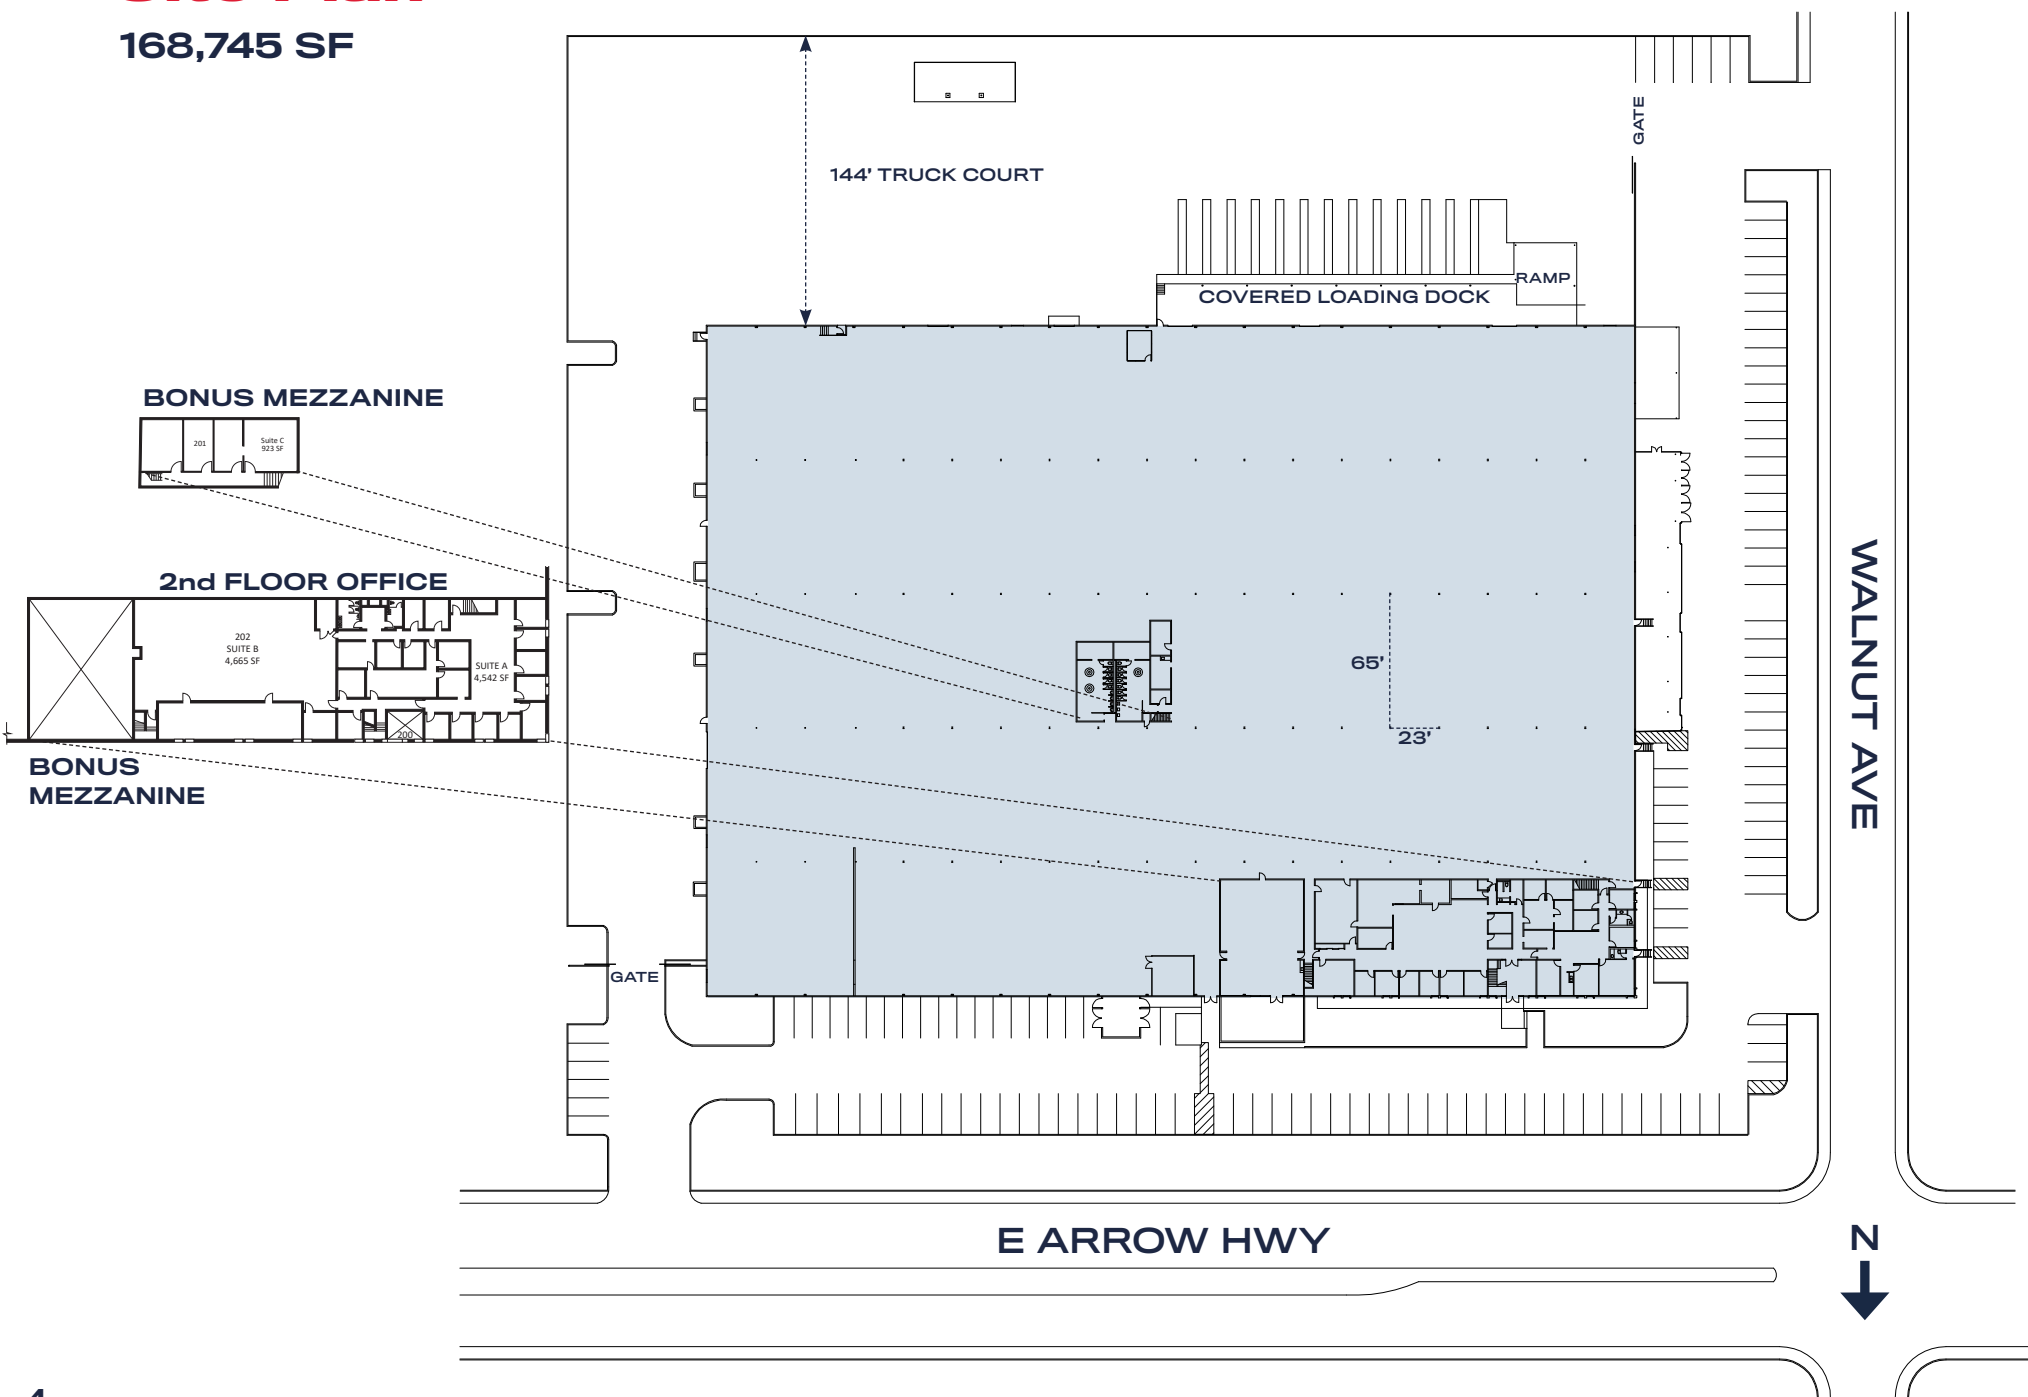 168,745 SF
GATE
144' TRUCK COURT
RAMP
COVERED LOADING DOCK
BONUS MEZZANINE
201
Suite C
923 SF
2nd FLOOR OFFICE
202
SUITE B
4,665 SF
SUITE A
4,542 SF
200
BONUS
MEZZANINE
65'
23'
WALNUT AVE
GATE
E ARROW HWY
N